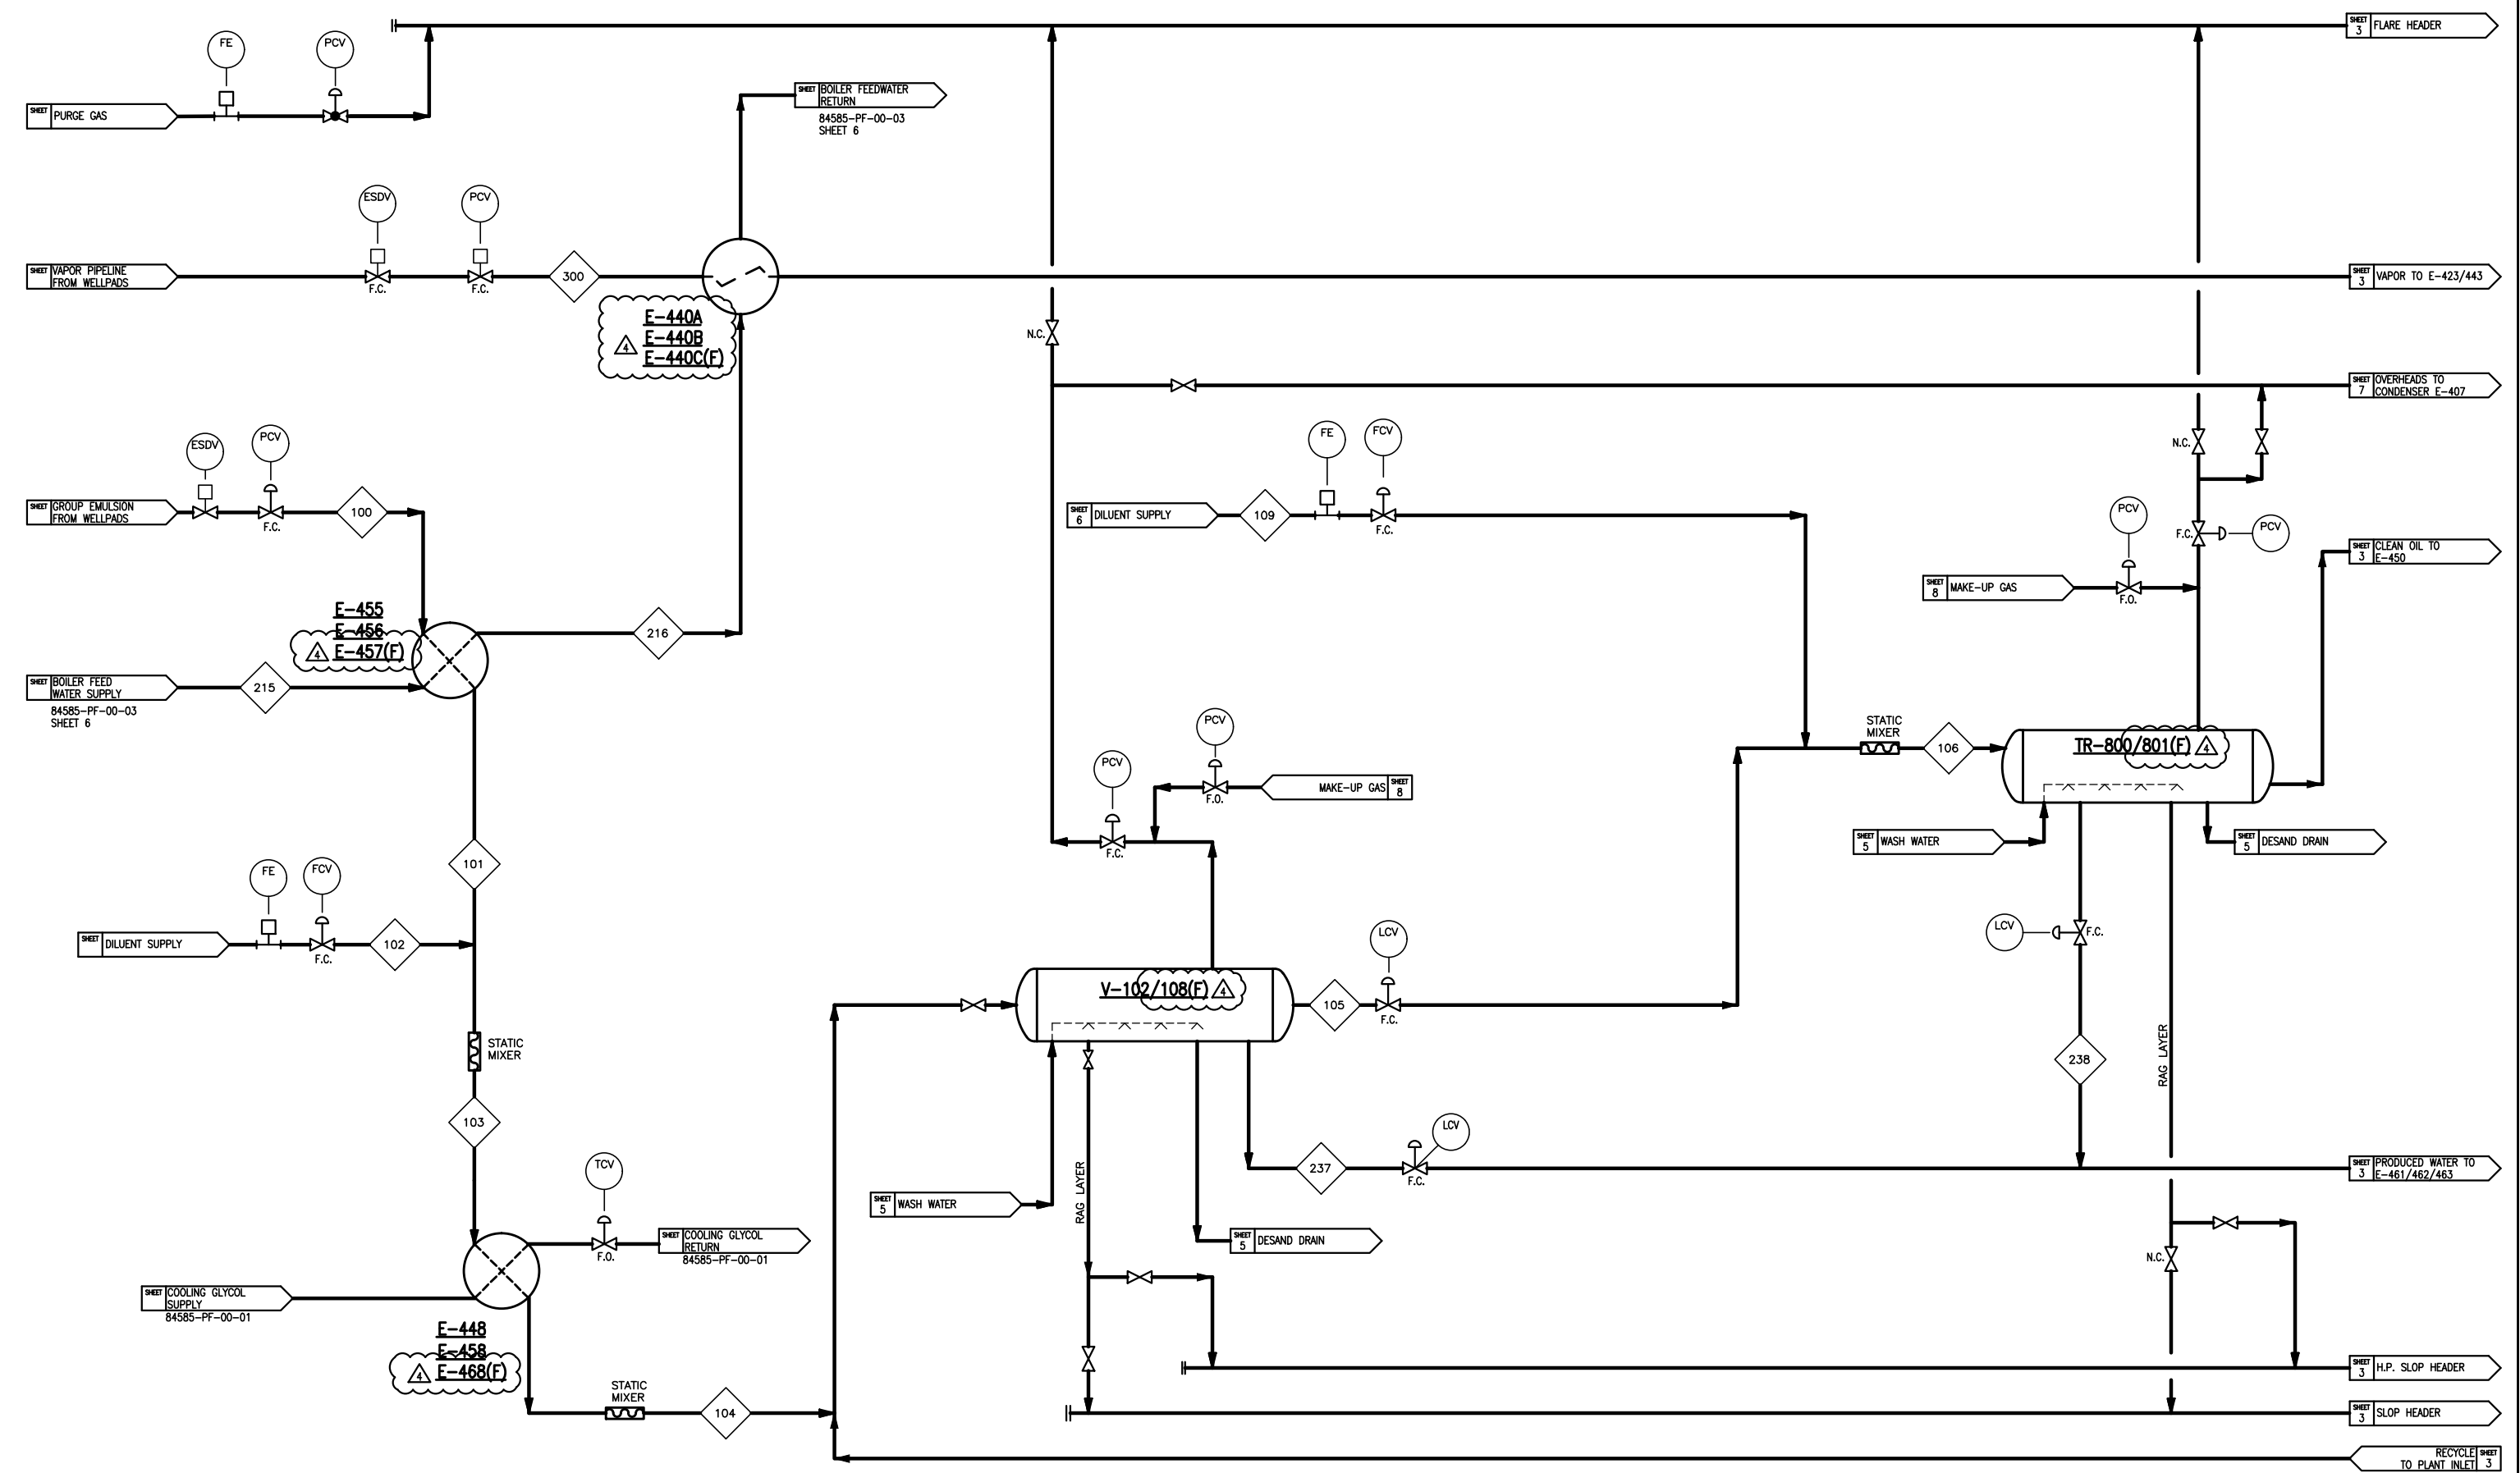 SHEET
3
FLARE HEADER
FE
PCV
SHEET
PURGE GAS
SHEET
BOILER FEEDWATER
RETURN
84585-PF-00-03
SHEET 6
ESDV
PCV
SHEET
VAPOR PIPELINE
FROM WELLPADS
F.C.
F.C.
300
SHEET
3
VAPOR TO E-423/443
E-440A
E-440B
4
E-440C(F)
N.C.
SHEET
7
OVERHEADS TO
CONDENSER E-407
ESDV
PCV
FE
FCV
N.C.
SHEET
GROUP EMULSION
FROM WELLPADS
F.C.
100
SHEET
6
DILUENT SUPPLY
109
F.C.
PCV
F.C.
PCV
SHEET
3
CLEAN OIL TO
E-450
SHEET
8
MAKE-UP GAS
F.O.
E-455
E-456
4
E-457(F)
216
SHEET
BOILER FEED
WATER SUPPLY
215
84585-PF-00-03
SHEET 6
PCV
STATIC
MIXER
106
TR-800/801(F)
4
PCV
MAKE-UP GAS
SHEET
8
F.O.
F.C.
SHEET
5
WASH WATER
SHEET
5
DESAND DRAIN
101
FE
FCV
SHEET
DILUENT SUPPLY
F.C.
102
LCV
LCV
F.C.
V-102/108(F)
4
105
F.C.
STATIC
MIXER
238
RAG LAYER
103
LCV
TCV
237
F.C.
SHEET
3
PRODUCED WATER TO
E-461/462/463
SHEET
5
WASH WATER
RAG LAYER
SHEET
COOLING GLYCOL
RETURN
84585-PF-00-01
F.O.
SHEET
5
DESAND DRAIN
N.C.
SHEET
COOLING GLYCOL
SUPPLY
84585-PF-00-01
E-448
E-458
4
E-468(F)
SHEET
3
H.P. SLOP HEADER
STATIC
MIXER
104
SHEET
3
SLOP HEADER
RECYCLE
TO PLANT INLET
SHEET
3